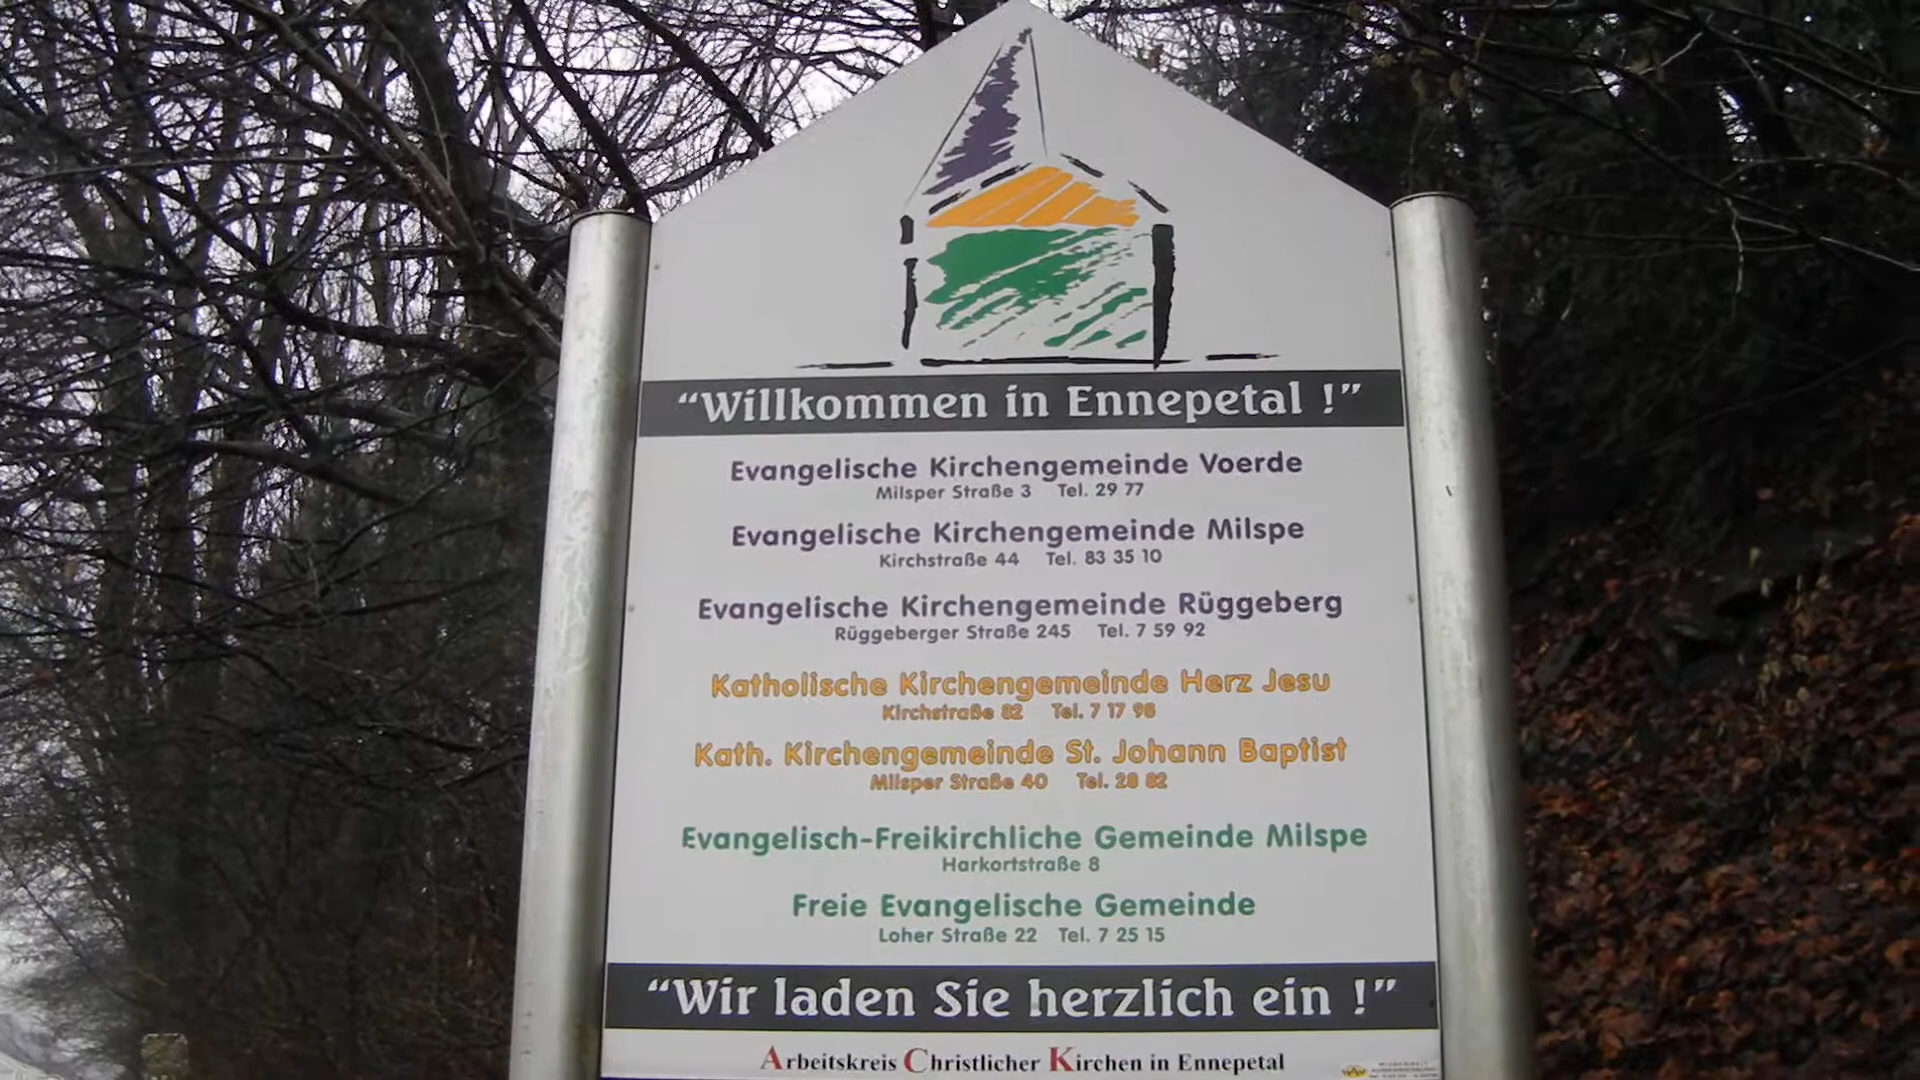 “Willkommen in Ennepetal !”
Evangelische Kirchengemeinde Voerde
Milsper Straße 3 Tel. 29 77
Evangelische Kirchengemeinde Milspe
Kirchstraße 44 Tel. 83 35 10
Evangelische Kirchengemeinde Rüggeberg
Rüggeberger Straße 245 Tel. 7 59 92
Katholische Kirchengemeinde Herz Jesu
Kirchstraße 82 Tel. 7 17 98
Kath. Kirchengemeinde St. Johann Baptist
Milsper Straße 40 Tel. 28 82
Evangelisch-Freikirchliche Gemeinde Milspe
Harkortstraße 8
Freie Evangelische Gemeinde
Loher Straße 22 Tel. 7 25 15
“Wir laden Sie herzlich ein !”
Arbeitskreis Christlicher Kirchen in Ennepetal